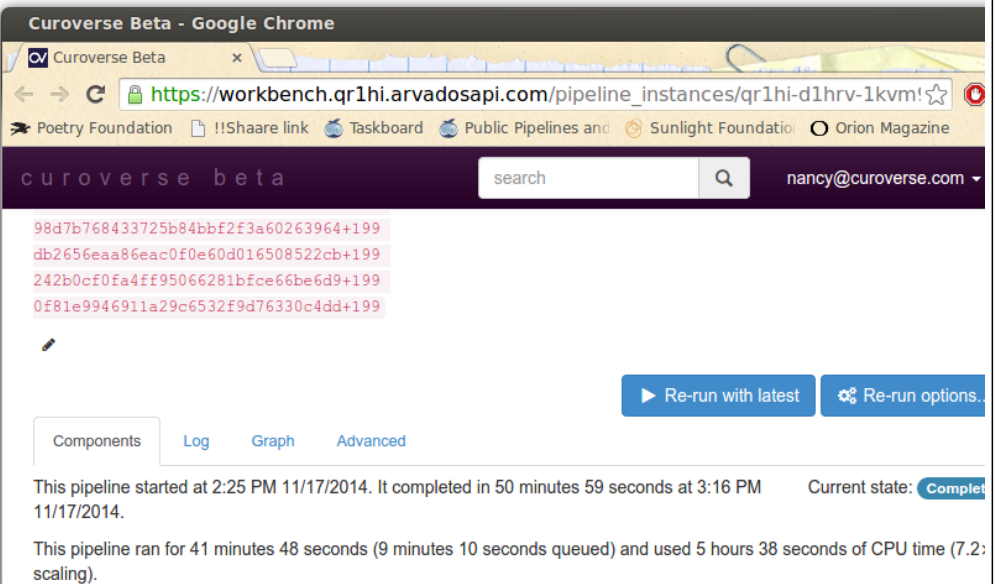 Curoverse Beta - Google Chrome
Curoverse Beta ×
https://workbench.qr1hi.arvadosapi.com/pipeline_instances/qr1hi-d1hrv-1kvm
Poetry Foundation !!Shaare link Taskboard Public Pipelines and Sunlight Foundatio Orion Magazine
curoverse beta search nancy@curoverse.com
98d7b768433725b84bbf2f3a60263964+199
db2656eaa86eac0f0e60d016508522cb+199
242b0cf0fa4ff95066281bfce66be6d9+199
0f81e9946911a29c6532f9d76330c4dd+199
Re-run with latest Re-run options..
Components Log Graph Advanced
This pipeline started at 2:25 PM 11/17/2014. It completed in 50 minutes 59 seconds at 3:16 PM Current state: Complet
11/17/2014.
This pipeline ran for 41 minutes 48 seconds (9 minutes 10 seconds queued) and used 5 hours 38 seconds of CPU time (7.2×
scaling).